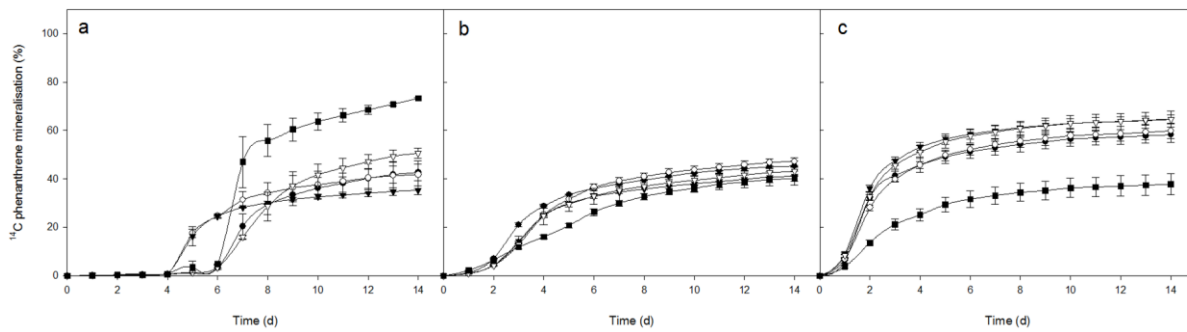 a
b
c
100
80
60
40
20
0
¹⁴C phenanthrene mineralisation (%)
0 2 4 6 8 10 12 14
0 2 4 6 8 10 12 14
0 2 4 6 8 10 12 14
Time (d)
Time (d)
Time (d)